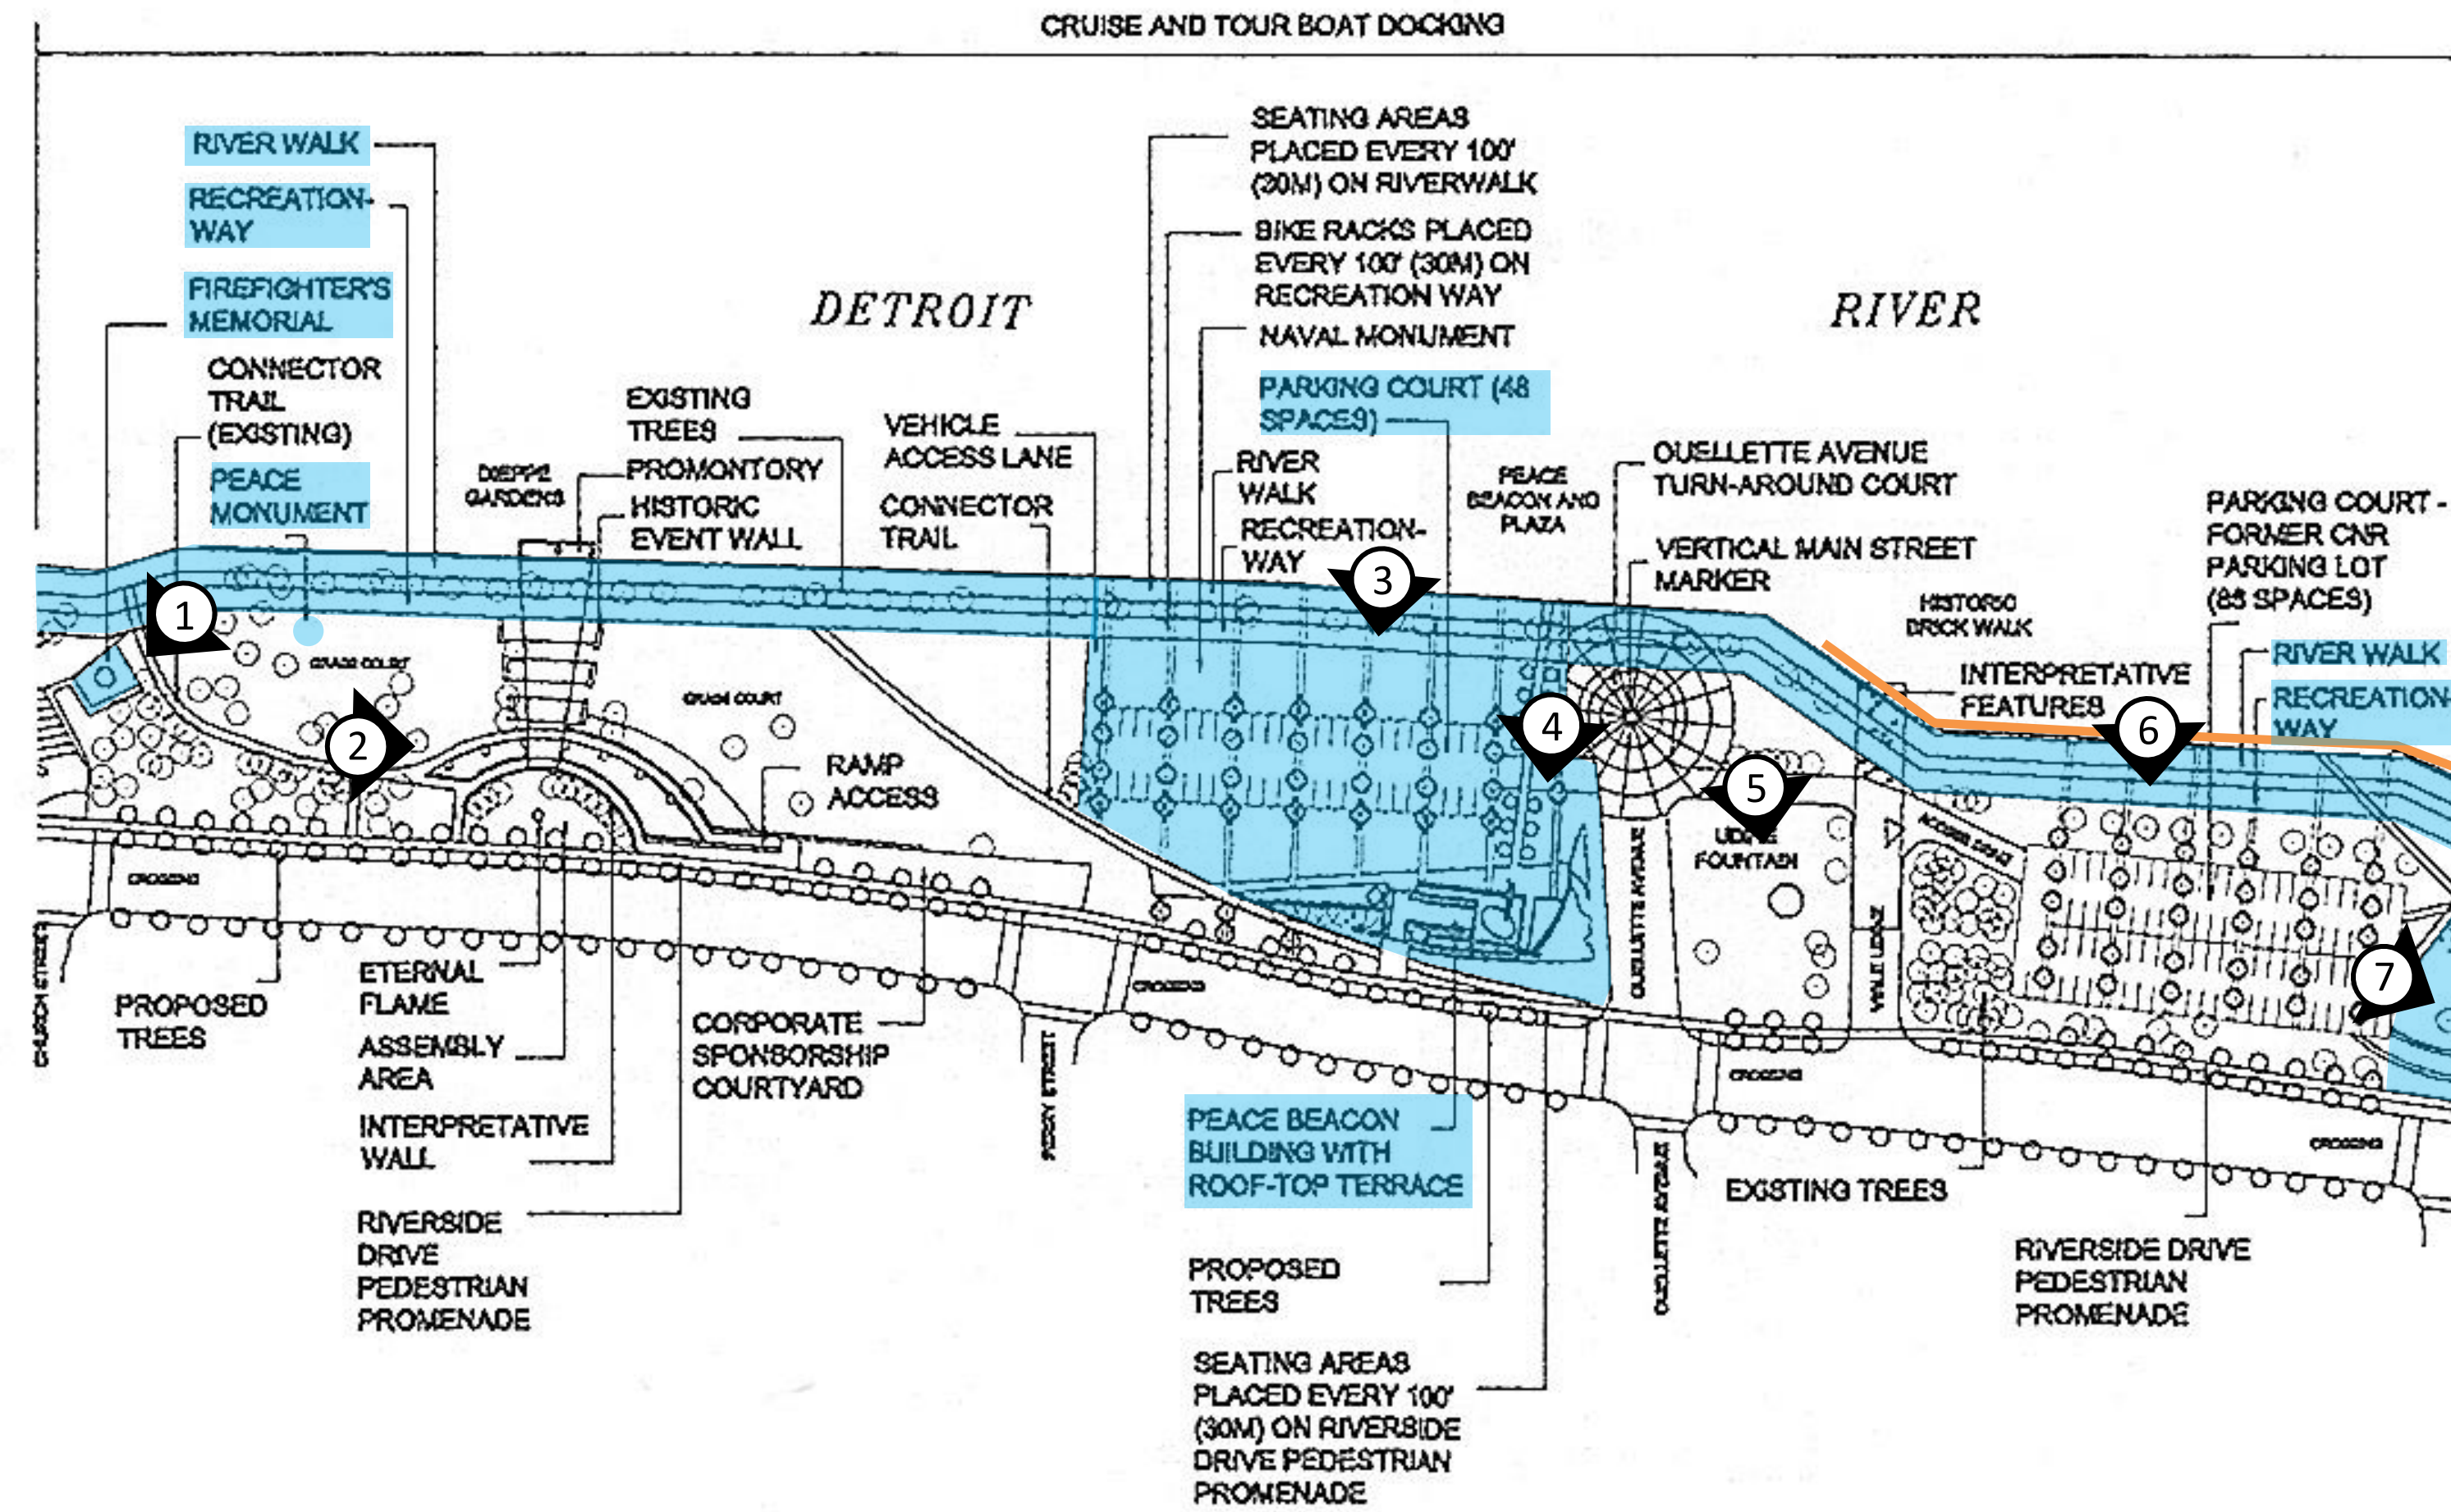 CRUISE AND TOUR BOAT DOCKING
RIVER WALK
RECREATION-
WAY
FIREFIGHTER'S
MEMORIAL
CONNECTOR
TRAIL
(EXISTING)
PEACE
MONUMENT
DETROIT
RIVER
SEATING AREAS
PLACED EVERY 100'
(30M) ON RIVERWALK
BIKE RACKS PLACED
EVERY 100' (30M) ON
RECREATION WAY
NAVAL MONUMENT
PARKING COURT (48
SPACES)
EXISTING
TREES
PROMONTORY
HISTORIC
EVENT WALL
DIEPPE
GARDENS
VEHICLE
ACCESS LANE
CONNECTOR
TRAIL
RIVER
WALK
RECREATION-
WAY
PEACE
BEACON AND
PLAZA
OUELLETTE AVENUE
TURN-AROUND COURT
VERTICAL MAIN STREET
MARKER
HISTORIC
BRICK WALK
INTERPRETATIVE
FEATURES
PARKING COURT -
FORMER CNR
PARKING LOT
(85 SPACES)
RIVER WALK
RECREATION-
WAY
1
2
3
4
5
6
7
GRASS COURT
GRASS COURT
RAMP
ACCESS
UDINE
FOUNTAIN
ACCESS DRIVE
CROSSING
CROSSING
CROSSING
CROSSING
CHURCH STREET
FERRY STREET
OUELLETTE AVENUE
OUELLETTE AVENUE
PROPOSED
TREES
ETERNAL
FLAME
ASSEMBLY
AREA
INTERPRETATIVE
WALL
RIVERSIDE
DRIVE
PEDESTRIAN
PROMENADE
CORPORATE
SPONSORSHIP
COURTYARD
PEACE BEACON
BUILDING WITH
ROOF-TOP TERRACE
PROPOSED
TREES
SEATING AREAS
PLACED EVERY 100'
(30M) ON RIVERSIDE
DRIVE PEDESTRIAN
PROMENADE
EXISTING TREES
RIVERSIDE DRIVE
PEDESTRIAN
PROMENADE